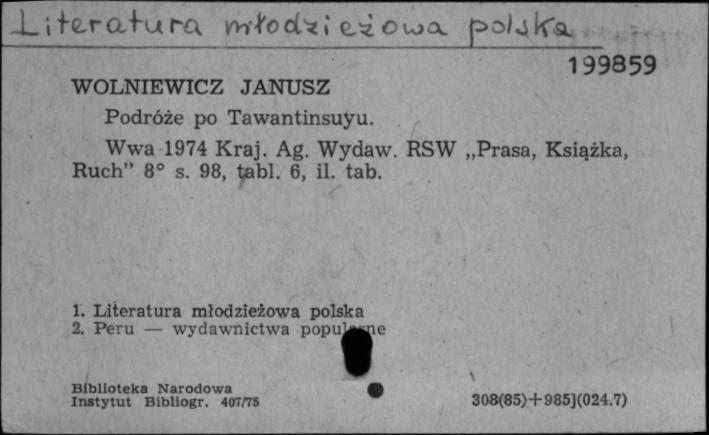 Literatura młodzieżowa polska
199859
WOLNIEWICZ JANUSZ
Podróże po Tawantinsuyu.
Wwa 1974 Kraj. Ag. Wydaw. RSW „Prasa, Książka,
Ruch” 8° s. 98, tabl. 6, il. tab.
1. Literatura młodzieżowa polska
2. Peru — wydawnictwa popularne
Biblioteka Narodowa
Instytut Bibliogr. 407/75
308(85)+985](024.7)